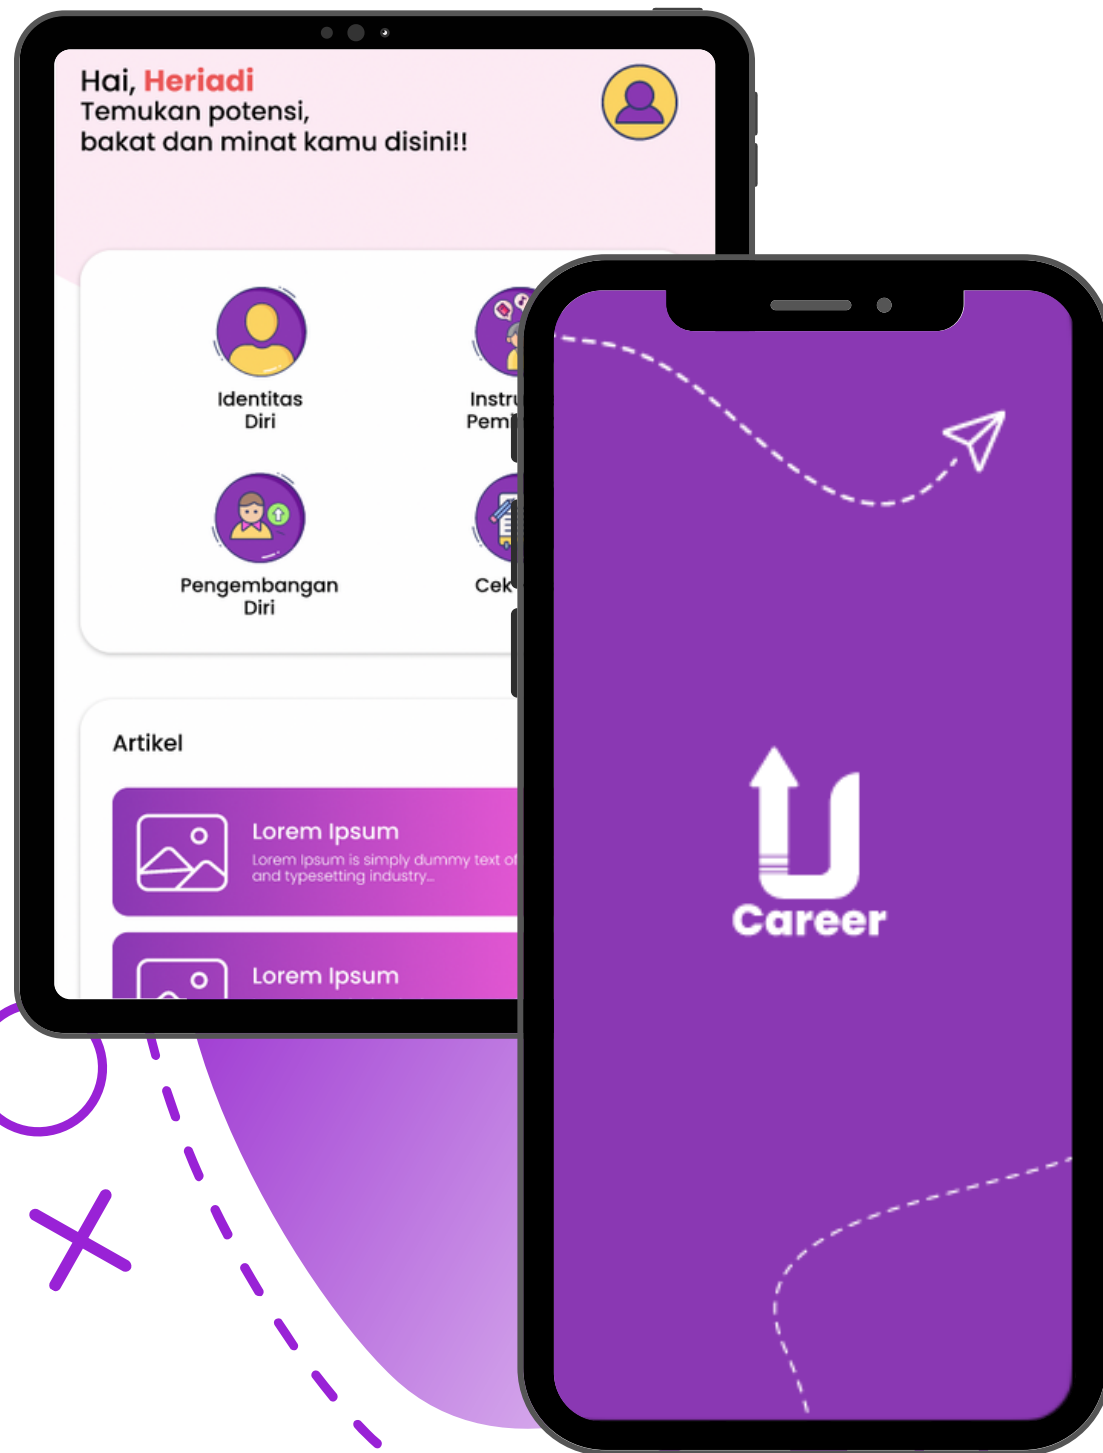 Hai, Heriadi
Temukan potensi,
bakat dan minat kamu disini!!
Identitas
Diri
Pengembangan
Diri
Cek
Artikel
Lorem Ipsum
Lorem Ipsum is simply dummy text of
and typesetting industry...
Lorem Ipsum
Career